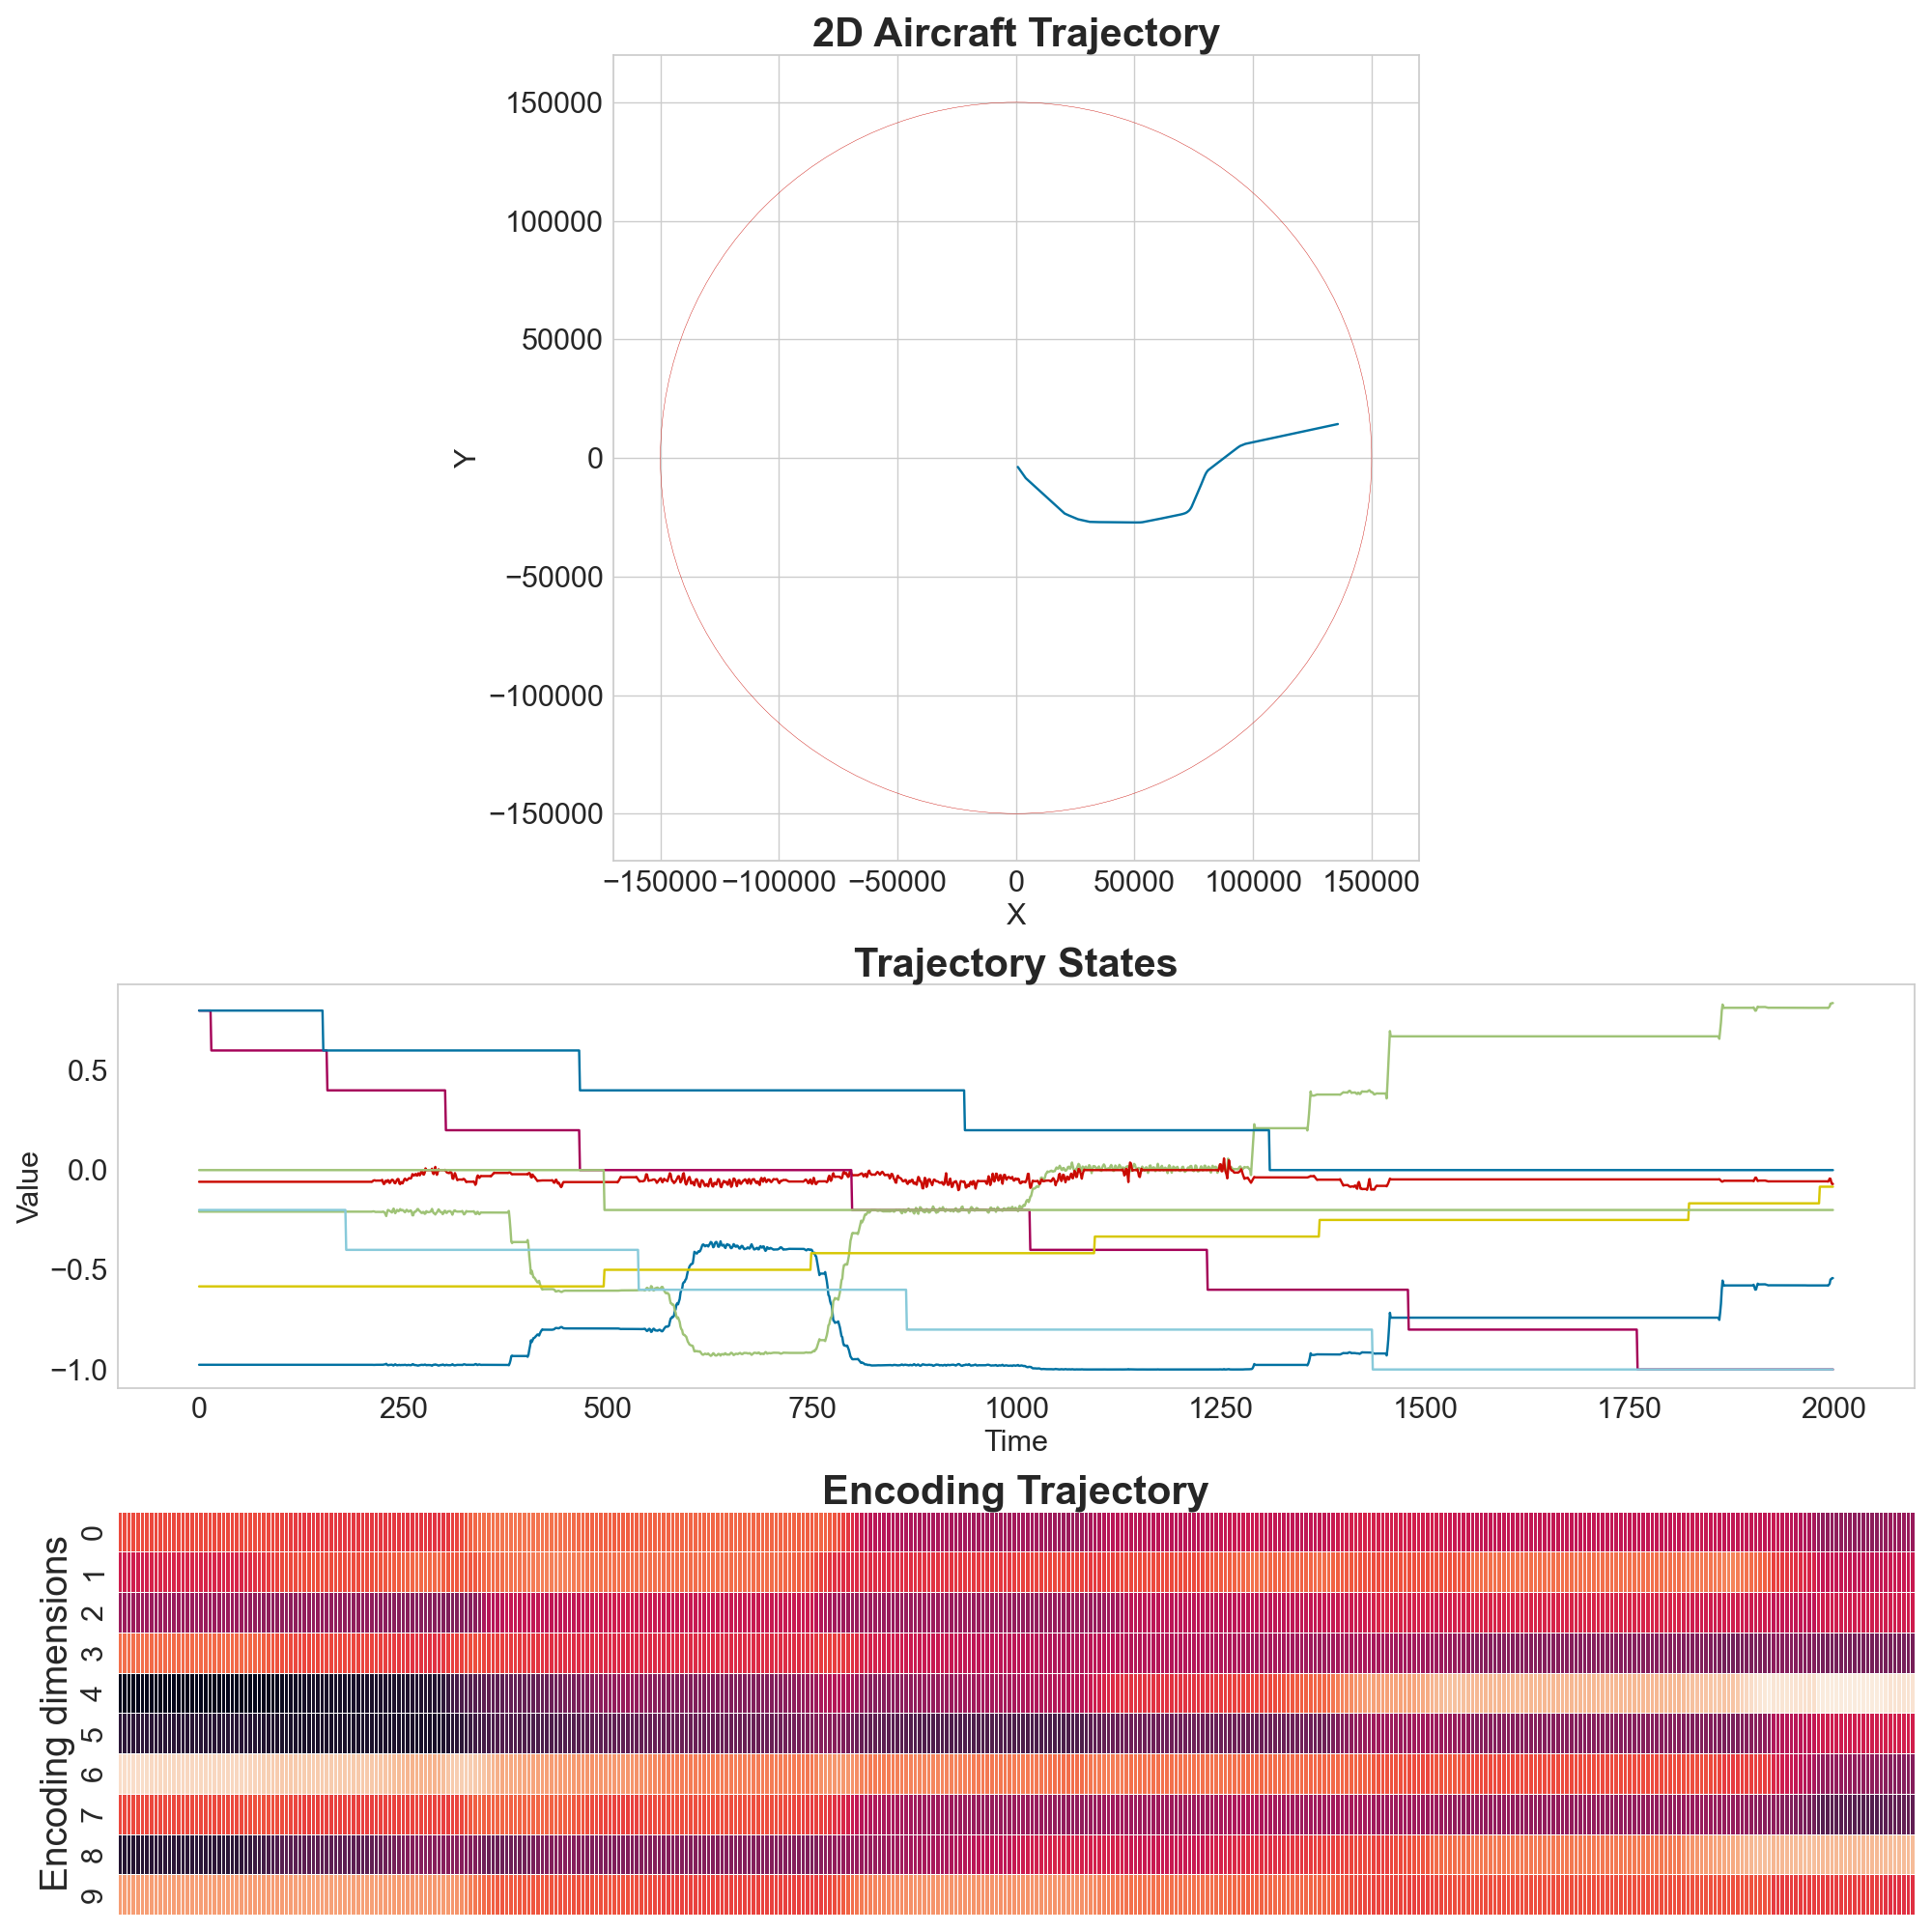 2D Aircraft Trajectory
150000
100000
50000
0
−50000
−100000
−150000
Y
−150000 −100000 −50000 0 50000 100000 150000
X
Trajectory States
0.5
0.0
−0.5
−1.0
Value
0 250 500 750 1000 1250 1500 1750 2000
Time
Encoding Trajectory
Encoding dimensions
0
1
2
3
4
5
6
7
8
9